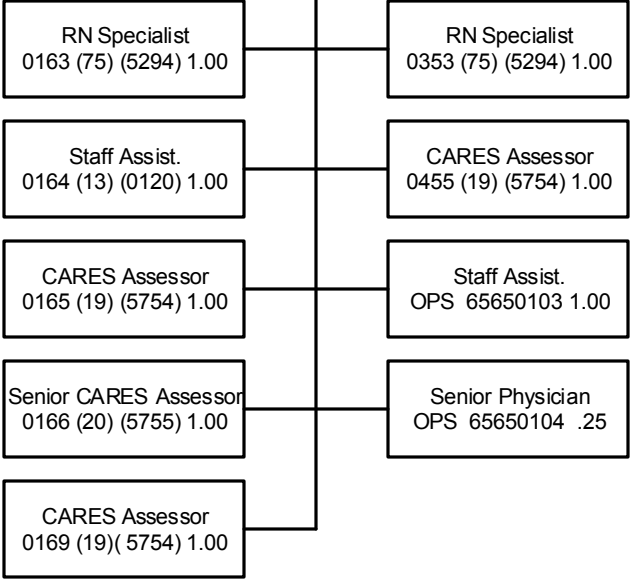 RN Specialist
0163 (75) (5294) 1.00
RN Specialist
0353 (75) (5294) 1.00
Staff Assist.
0164 (13) (0120) 1.00
CARES Assessor
0455 (19) (5754) 1.00
CARES Assessor
0165 (19) (5754) 1.00
Staff Assist.
OPS 65650103 1.00
Senior CARES Assessor
0166 (20) (5755) 1.00
Senior Physician
OPS 65650104 .25
CARES Assessor
0169 (19)( 5754) 1.00